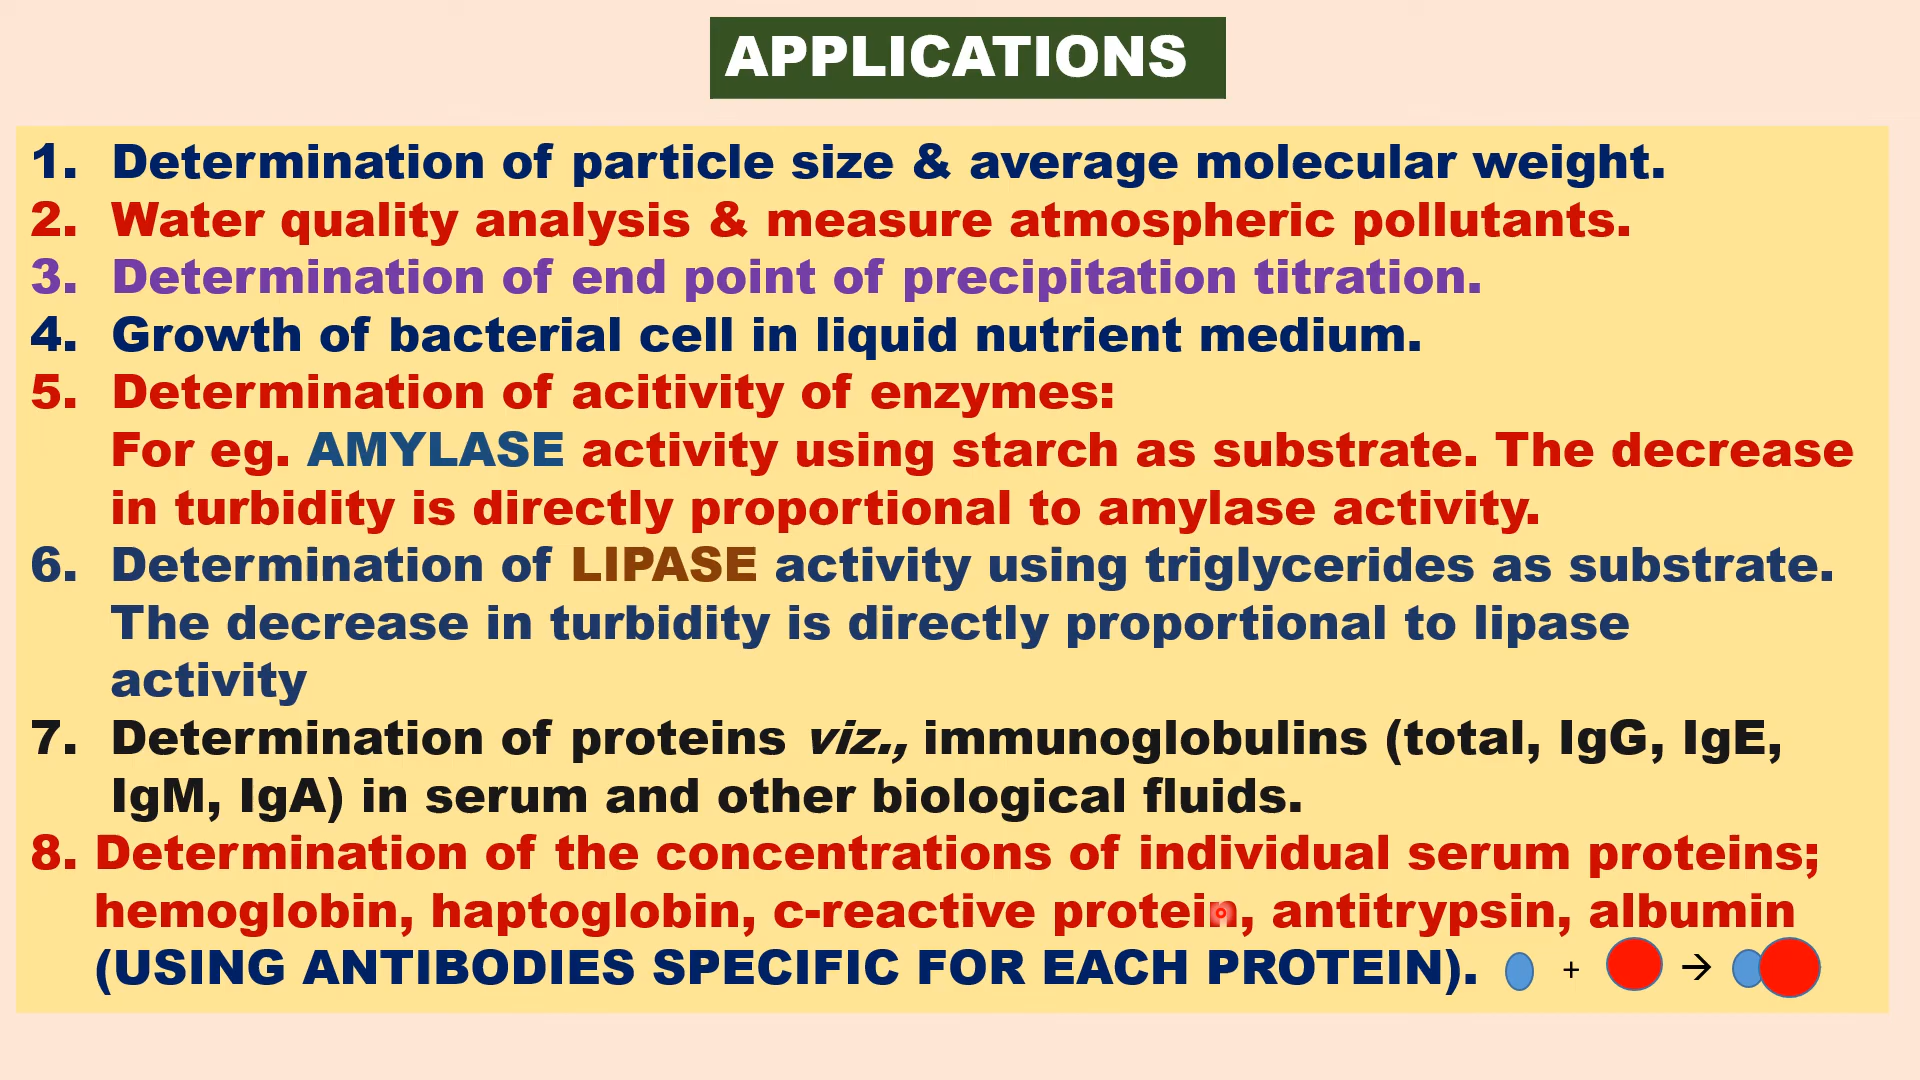 APPLICATIONS
1. Determination of particle size & average molecular weight.
2. Water quality analysis & measure atmospheric pollutants.
3. Determination of end point of precipitation titration.
4. Growth of bacterial cell in liquid nutrient medium.
5. Determination of acitivity of enzymes:
For eg. AMYLASE activity using starch as substrate. The decrease
in turbidity is directly proportional to amylase activity.
6. Determination of LIPASE activity using triglycerides as substrate.
The decrease in turbidity is directly proportional to lipase
activity
7. Determination of proteins viz., immunoglobulins (total, IgG, IgE,
IgM, IgA) in serum and other biological fluids.
8. Determination of the concentrations of individual serum proteins;
hemoglobin, haptoglobin, c-reactive protein, antitrypsin, albumin
(USING ANTIBODIES SPECIFIC FOR EACH PROTEIN). + →